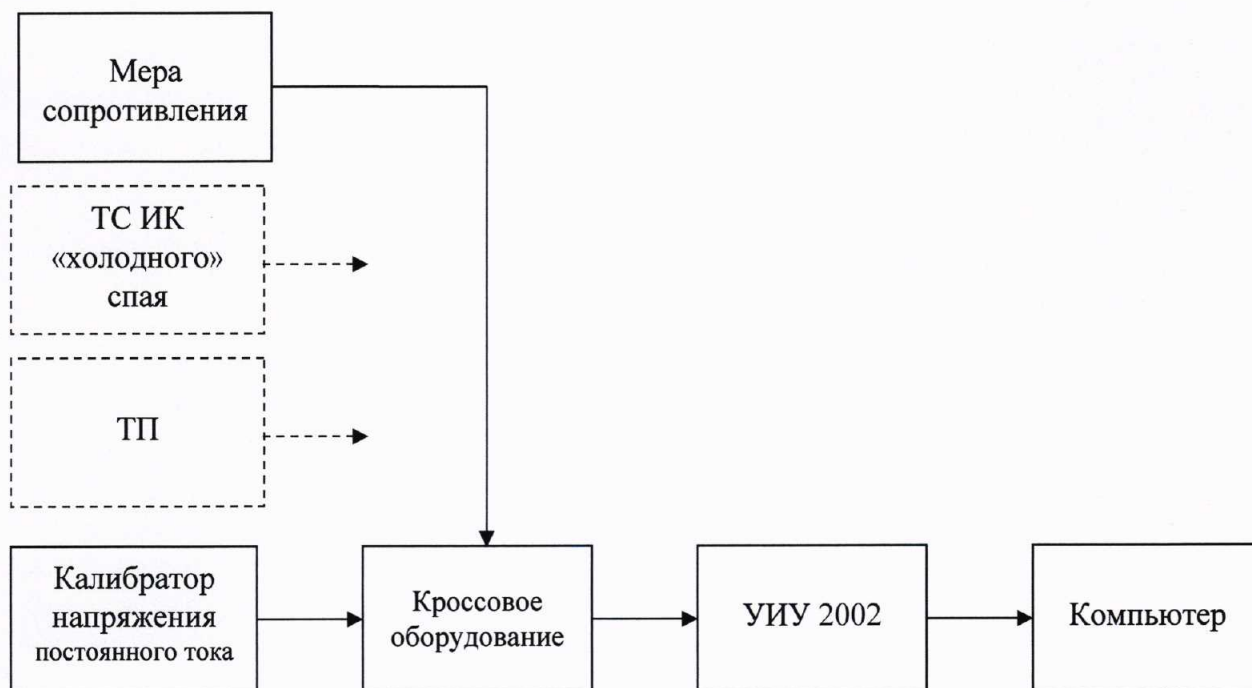 Мера
сопротивления
ТС ИК
«холодного»
спая
ТП
Калибратор
напряжения
постоянного тока
Кроссовое
оборудование
УИУ 2002
Компьютер